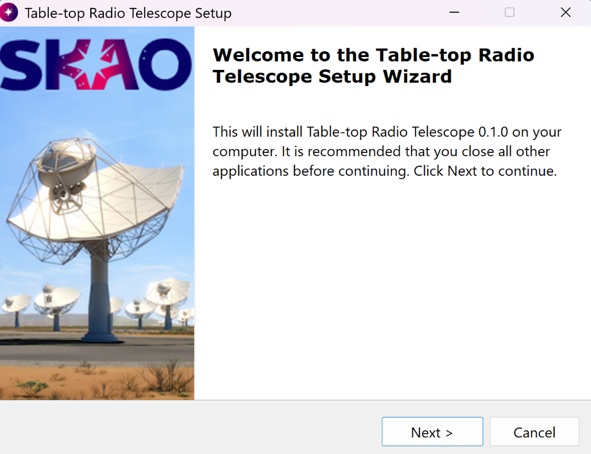 Table-top Radio Telescope Setup
SKAO
Welcome to the Table-top Radio
Telescope Setup Wizard
This will install Table-top Radio Telescope 0.1.0 on your
computer. It is recommended that you close all other
applications before continuing. Click Next to continue.
Next >
Cancel